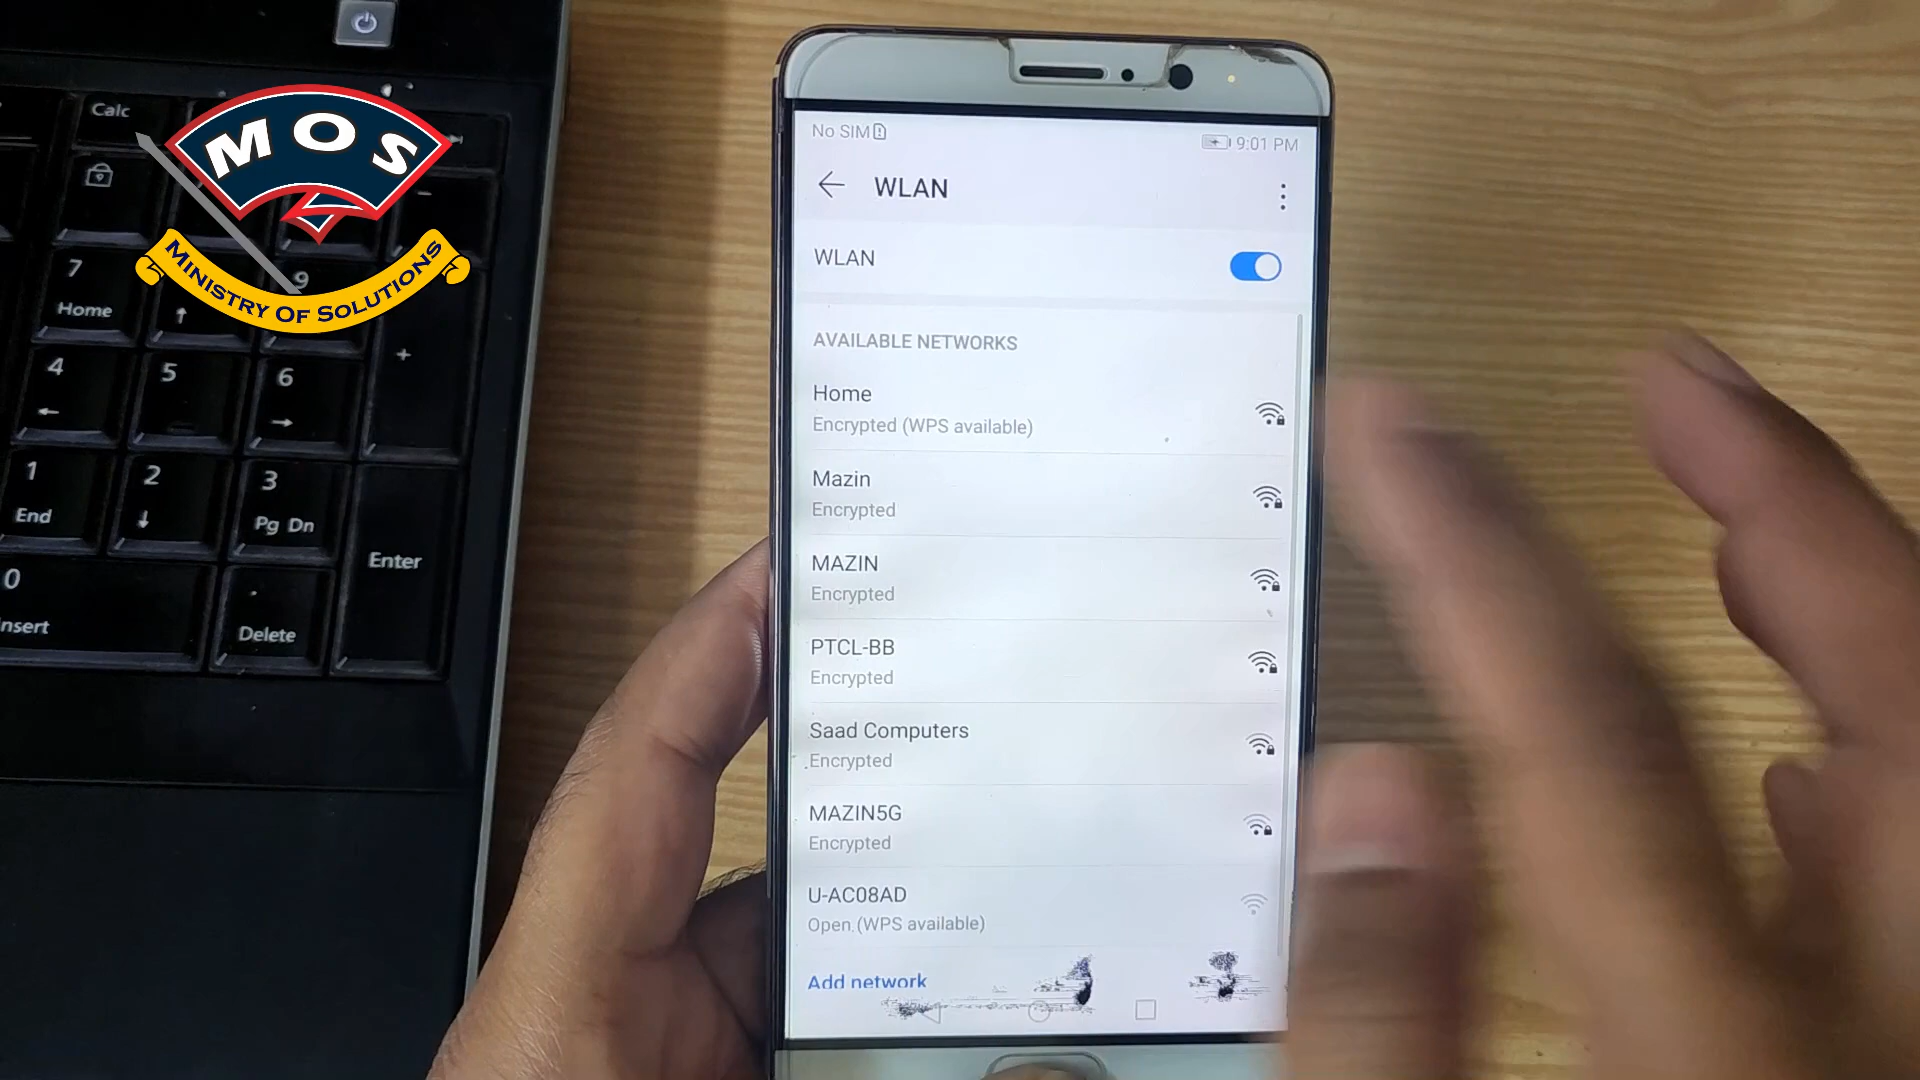 Calc
7
Home
9
4
5
6
+
1
End
2
3
Pg Dn
Enter
0
Insert
Delete
MOS
MINISTRY OF SOLUTIONS
No SIM
9:01 PM
WLAN
WLAN
AVAILABLE NETWORKS
Home
Encrypted (WPS available)
Mazin
Encrypted
MAZIN
Encrypted
PTCL-BB
Encrypted
Saad Computers
Encrypted
MAZIN5G
Encrypted
U-AC08AD
Open (WPS available)
Add network